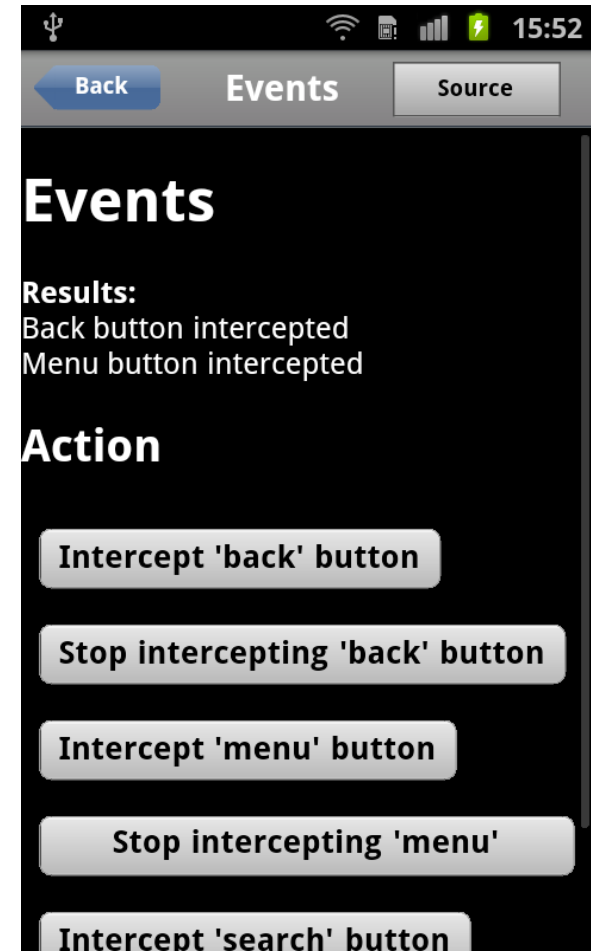 15:52
Back Events Source
Events
Results:
Back button intercepted
Menu button intercepted
Action
Intercept 'back' button
Stop intercepting 'back' button
Intercept 'menu' button
Stop intercepting 'menu'
Intercept 'search' button